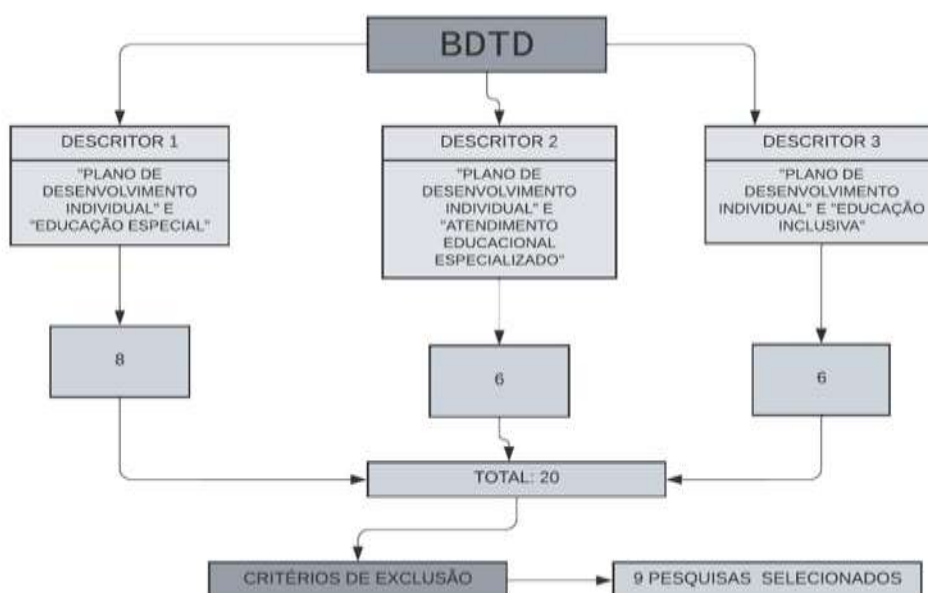 BDTD
DESCRITOR 1
"PLANO DE
DESENVOLVIMENTO
INDIVIDUAL" E
"EDUCAÇÃO ESPECIAL"
DESCRITOR 2
"PLANO DE
DESENVOLVIMENTO
INDIVIDUAL" E
"ATENDIMENTO
EDUCACIONAL
ESPECIALIZADO"
DESCRITOR 3
"PLANO DE
DESENVOLVIMENTO
INDIVIDUAL" E "EDUCAÇÃO
INCLUSIVA"
8
6
6
TOTAL: 20
CRITÉRIOS DE EXCLUSÃO
9 PESQUISAS SELECIONADOS